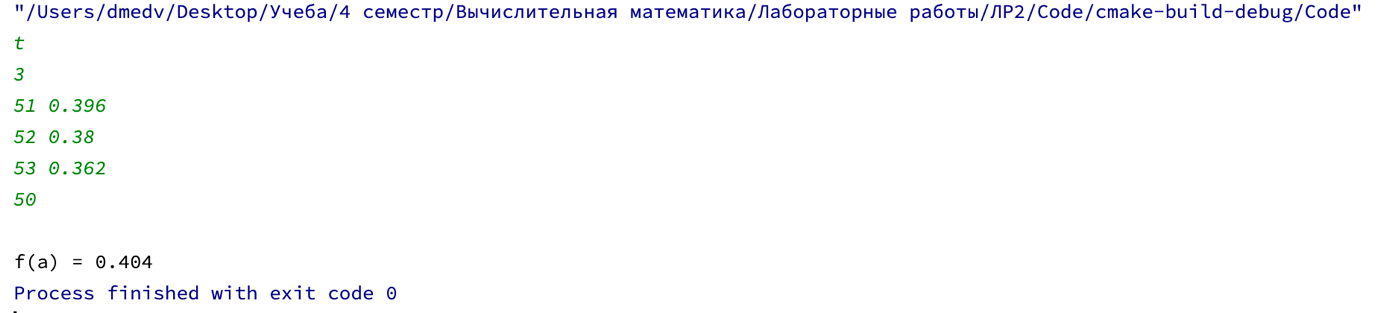 "/Users/dmedv/Desktop/Учеба/4 семестр/Вычислительная математика/Лабораторные работы/ЛР2/Code/cmake-build-debug/Code"
t
3
51 0.396
52 0.38
53 0.362
50
f(a) = 0.404
Process finished with exit code 0